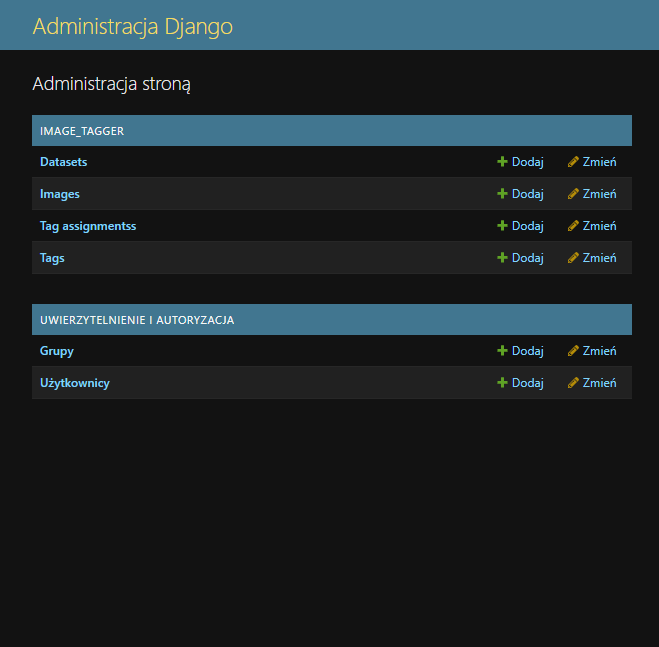 Administracja Django
Administracja stroną
IMAGE_TAGGER
Datasets Dodaj Zmień
Images Dodaj Zmień
Tag assignmentss Dodaj Zmień
Tags Dodaj Zmień
UWIERZYTELNIENIE I AUTORYZACJA
Grupy Dodaj Zmień
Użytkownicy Dodaj Zmień